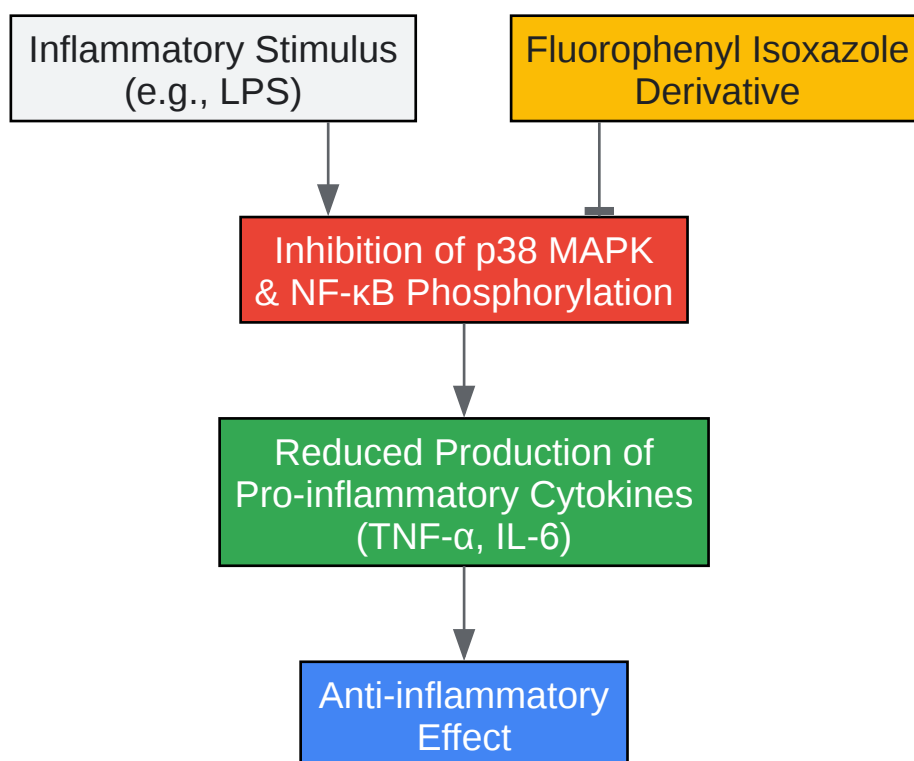 Inflammatory Stimulus
(e.g., LPS)
Fluorophenyl Isoxazole
Derivative
Inhibition of p38 MAPK
& NF-κB Phosphorylation
Reduced Production of
Pro-inflammatory Cytokines
(TNF-α, IL-6)
Anti-inflammatory
Effect